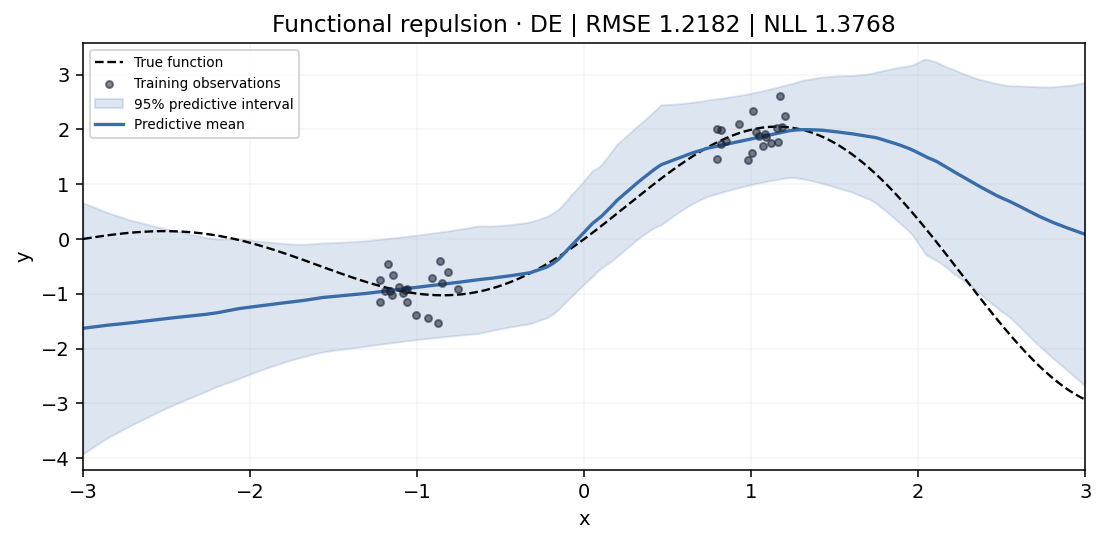 Functional repulsion · DE | RMSE 1.2182 | NLL 1.3768
True function
Training observations
95% predictive interval
Predictive mean
y
3
2
1
0
−1
−2
−3
−4
−3
−2
−1
0
1
2
3
x